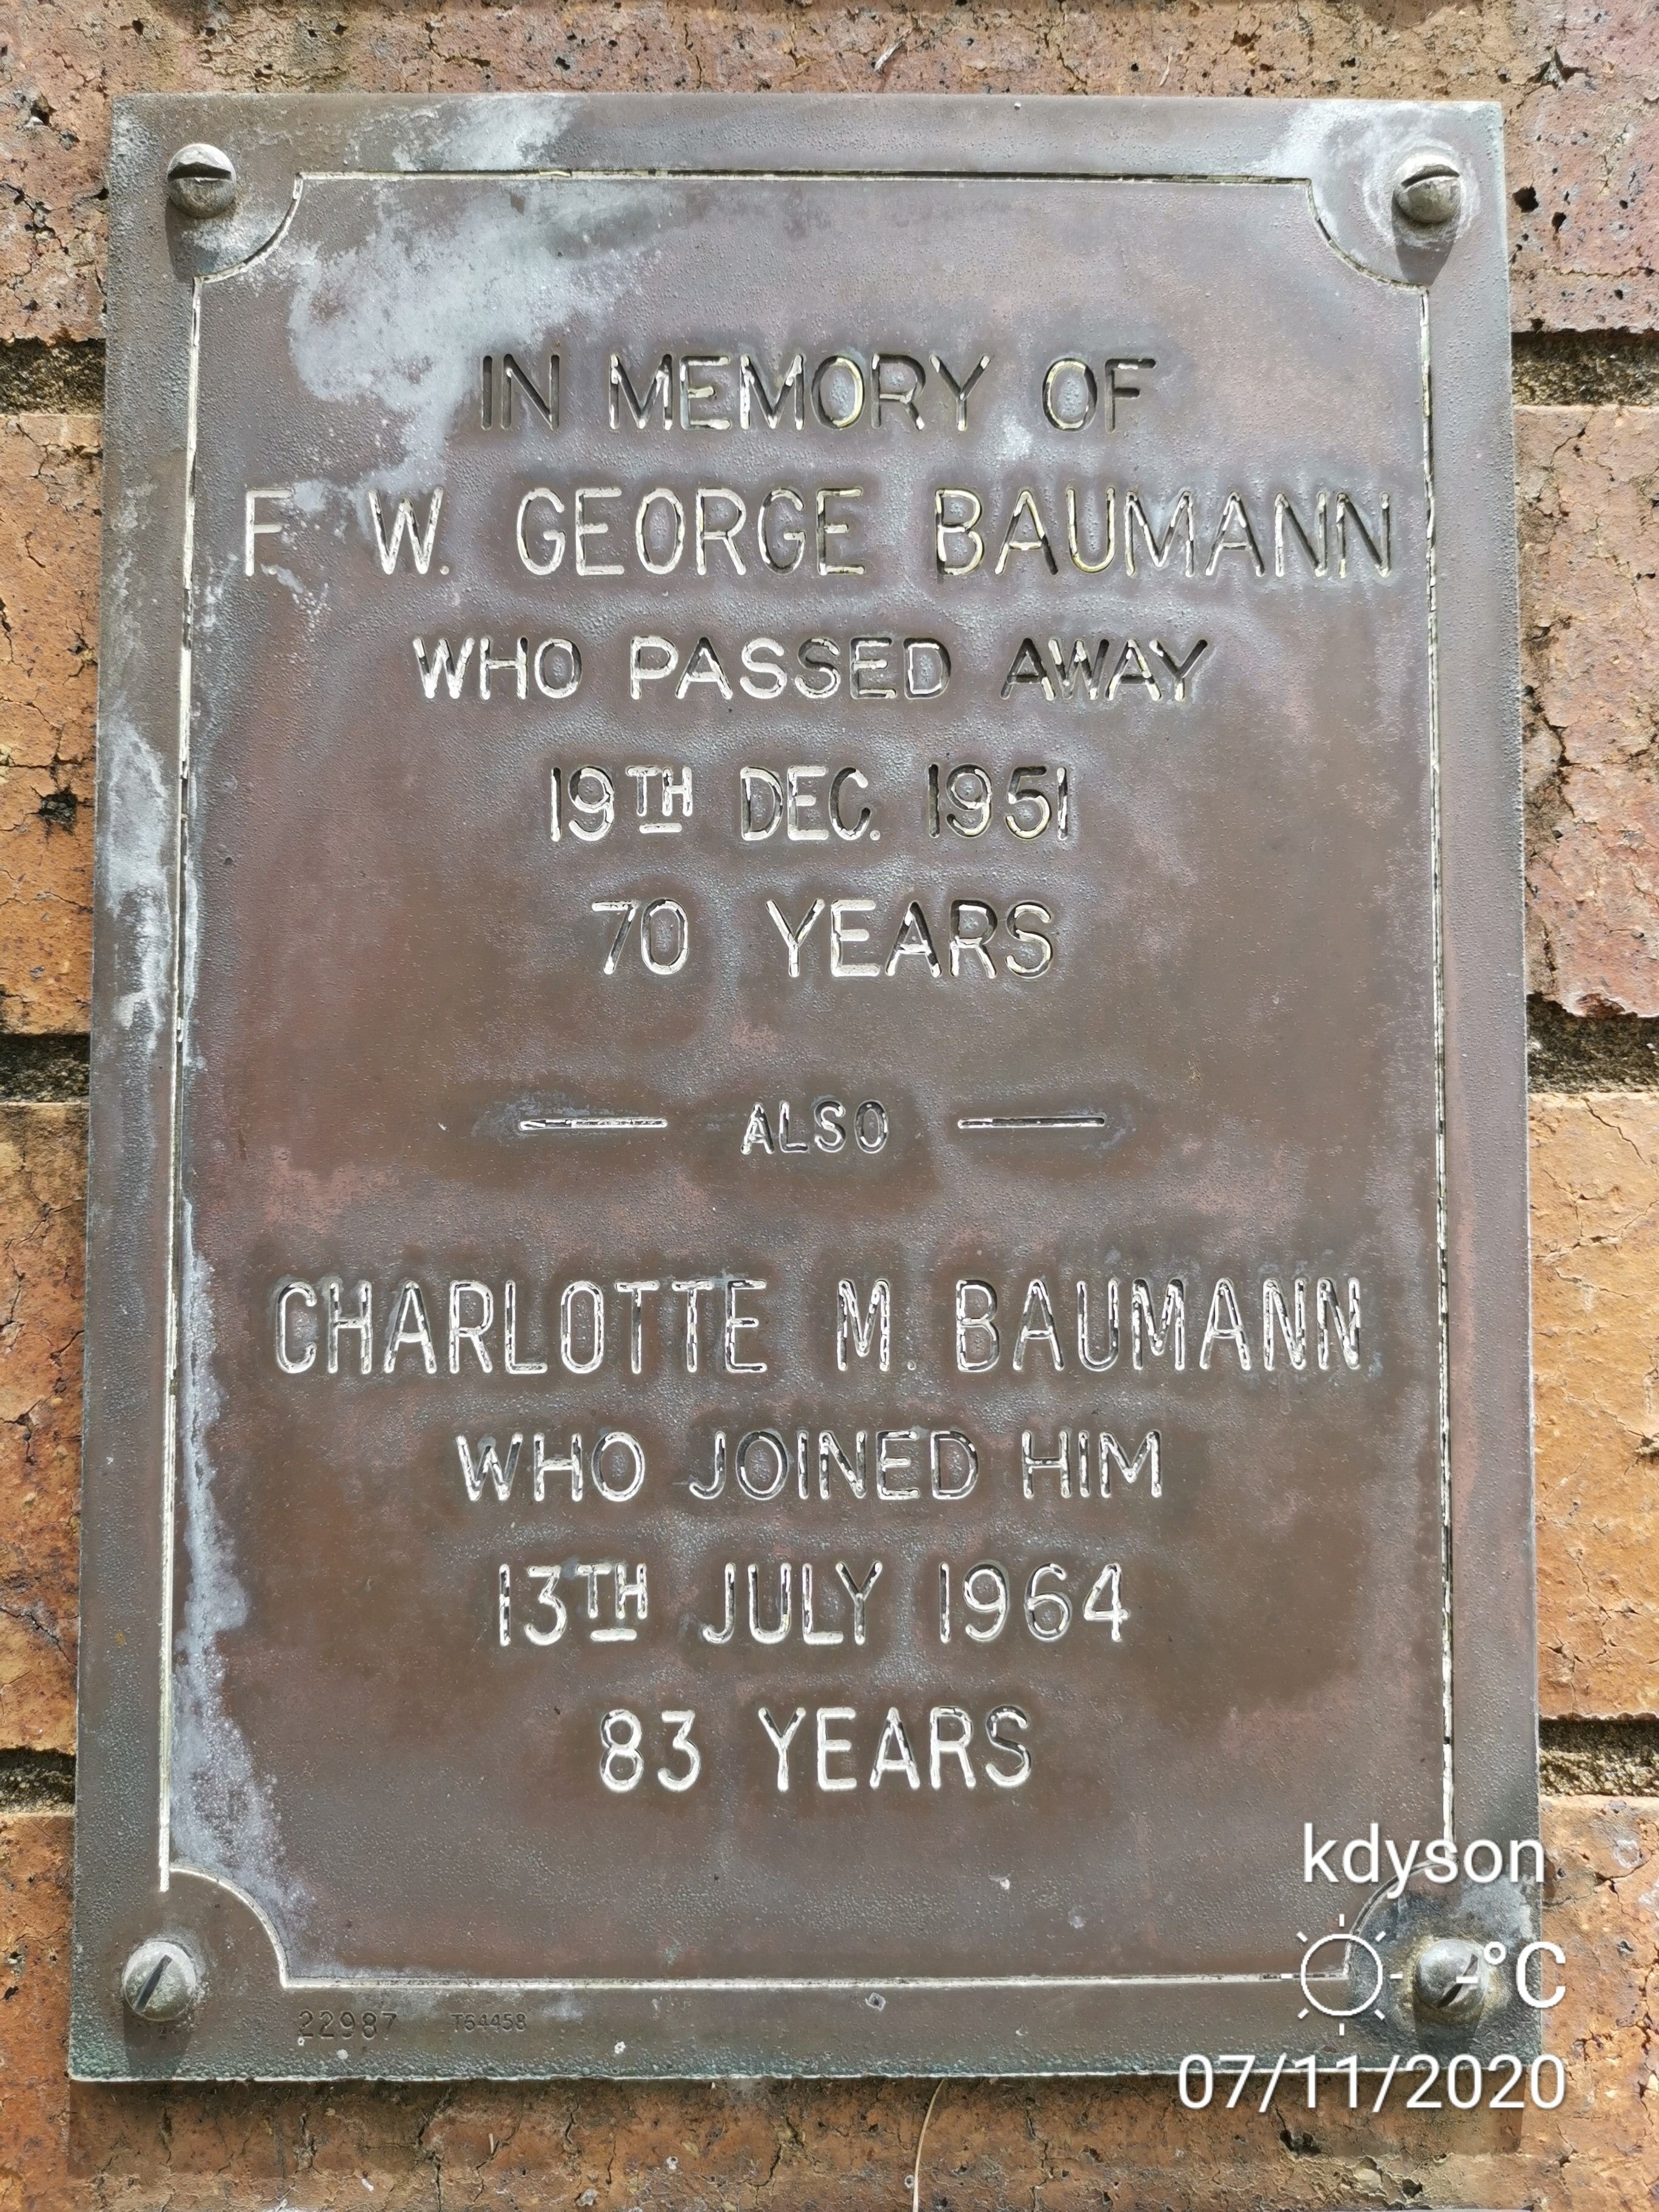 IN MEMORY OF
F. W. GEORGE BAUMANN
WHO PASSED AWAY
19TH DEC. 1951
70 YEARS
— ALSO —
CHARLOTTE M. BAUMANN
WHO JOINED HIM
13TH JULY 1964
83 YEARS
22987 T64458
kdyson
-°C
07/11/2020